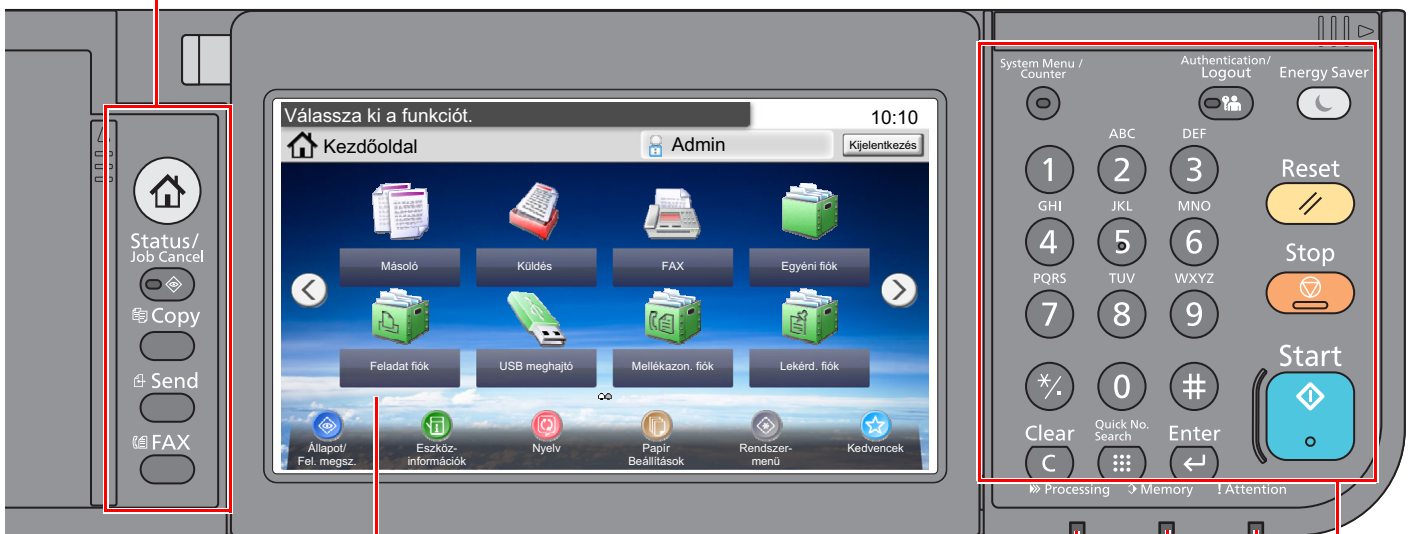 Status/
Job Cancel
Copy
Send
FAX
Válassza ki a funkciót.
10:10
Kezdőoldal
Admin
Kijelentkezés
Másoló
Küldés
FAX
Egyéni fiók
Feladat fiók
USB meghajtó
Mellékazon. fiók
Lekérd. fiók
Állapot/
Fel. megsz.
Eszköz-
információk
Nyelv
Papír
Beállítások
Rendszer-
menü
Kedvencek
System Menu /
Counter
Authentication/
Logout
Energy Saver
ABC
DEF
1
2
3
Reset
GHI
JKL
MNO
4
5
6
Stop
PQRS
TUV
WXYZ
7
8
9
Start
*/.
0
#
Clear
Quick No.
Search
Enter
C
Processing
Memory
! Attention